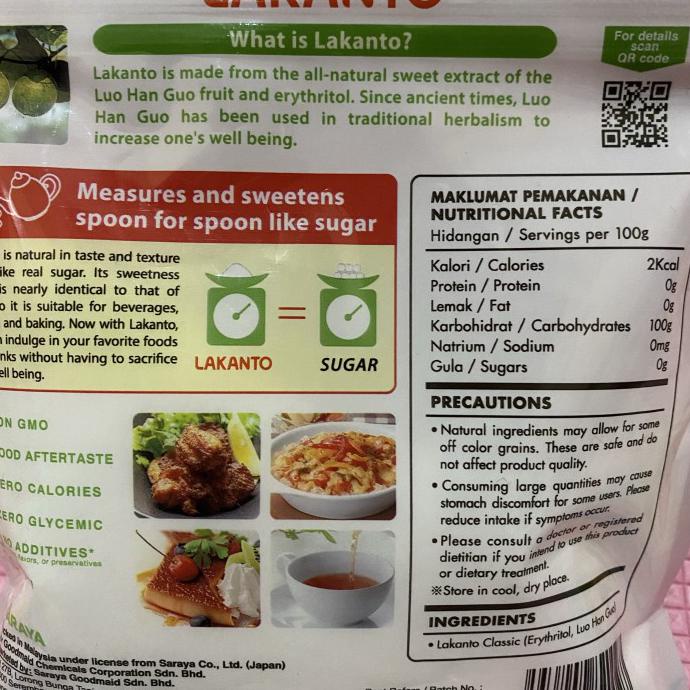 LAKANTO
What is Lakanto?
For details
scan
QR code
Lakanto is made from the all-natural sweet extract of the
Luo Han Guo fruit and erythritol. Since ancient times, Luo
Han Guo has been used in traditional herbalism to
increase one's well being.
Measures and sweetens
spoon for spoon like sugar
is natural in taste and texture
like real sugar. Its sweetness
is nearly identical to that of
it is suitable for beverages,
and baking. Now with Lakanto,
indulge in your favorite foods
without having to sacrifice
being.
LAKANTO
=
SUGAR
MAKLUMAT PEMAKANAN /
NUTRITIONAL FACTS
Hidangan / Servings per 100g
Kalori / Calories 2Kcal
Protein / Protein 0g
Lemak / Fat 0g
Karbohidrat / Carbohydrates 100g
Natrium / Sodium 0mg
Gula / Sugars 0g
PRECAUTIONS
• Natural ingredients may allow for some
off color grains. These are safe and do
not affect product quality.
• Consuming large quantities may cause
stomach discomfort for some users. Please
reduce intake if symptoms occur.
• Please consult a doctor or registered
dietitian if you intend to use this product
or dietary treatment.
※Store in cool, dry place.
INGREDIENTS
• Lakanto Classic (Erythritol, Luo Han Guo)
GMO
AFTERTASTE
CALORIES
GLYCEMIC
ADDITIVES*
or preservatives
SARAYA
in Malaysia under license from Saraya Co., Ltd. (Japan)
Goodmaid Chemicals Corporation Sdn. Bhd.
by: Saraya Goodmaid Sdn. Bhd.
Lorong Bunga
Batch No. :